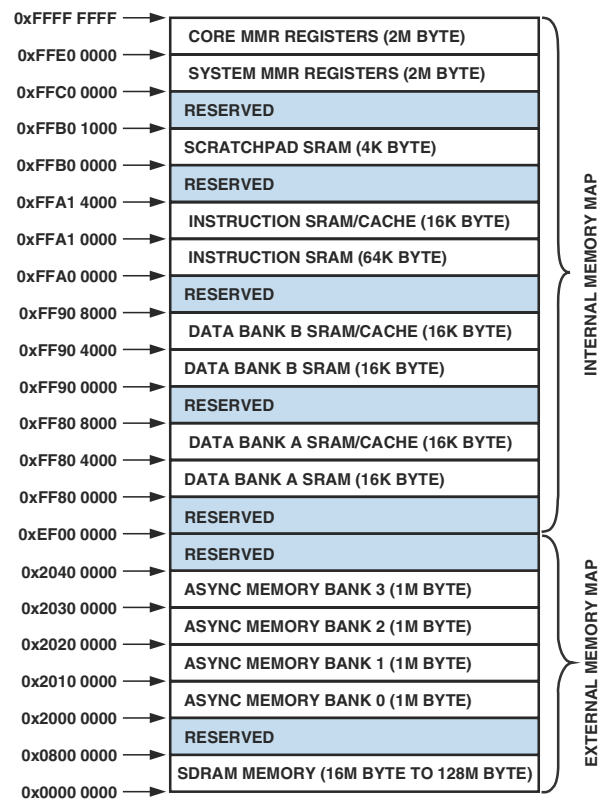 0xFFFF FFFF
CORE MMR REGISTERS (2M BYTE)
0xFFE0 0000
SYSTEM MMR REGISTERS (2M BYTE)
0xFFC0 0000
RESERVED
0xFFB0 1000
SCRATCHPAD SRAM (4K BYTE)
0xFFB0 0000
RESERVED
0xFFA1 4000
INSTRUCTION SRAM/CACHE (16K BYTE)
0xFFA1 0000
INSTRUCTION SRAM (64K BYTE)
0xFFA0 0000
RESERVED
0xFF90 8000
DATA BANK B SRAM/CACHE (16K BYTE)
0xFF90 4000
DATA BANK B SRAM (16K BYTE)
0xFF90 0000
RESERVED
0xFF80 8000
DATA BANK A SRAM/CACHE (16K BYTE)
0xFF80 4000
DATA BANK A SRAM (16K BYTE)
0xFF80 0000
RESERVED
0xEF00 0000
RESERVED
0x2040 0000
ASYNC MEMORY BANK 3 (1M BYTE)
0x2030 0000
ASYNC MEMORY BANK 2 (1M BYTE)
0x2020 0000
ASYNC MEMORY BANK 1 (1M BYTE)
0x2010 0000
ASYNC MEMORY BANK 0 (1M BYTE)
0x2000 0000
RESERVED
0x0800 0000
SDRAM MEMORY (16M BYTE TO 128M BYTE)
0x0000 0000
INTERNAL MEMORY MAP
EXTERNAL MEMORY MAP